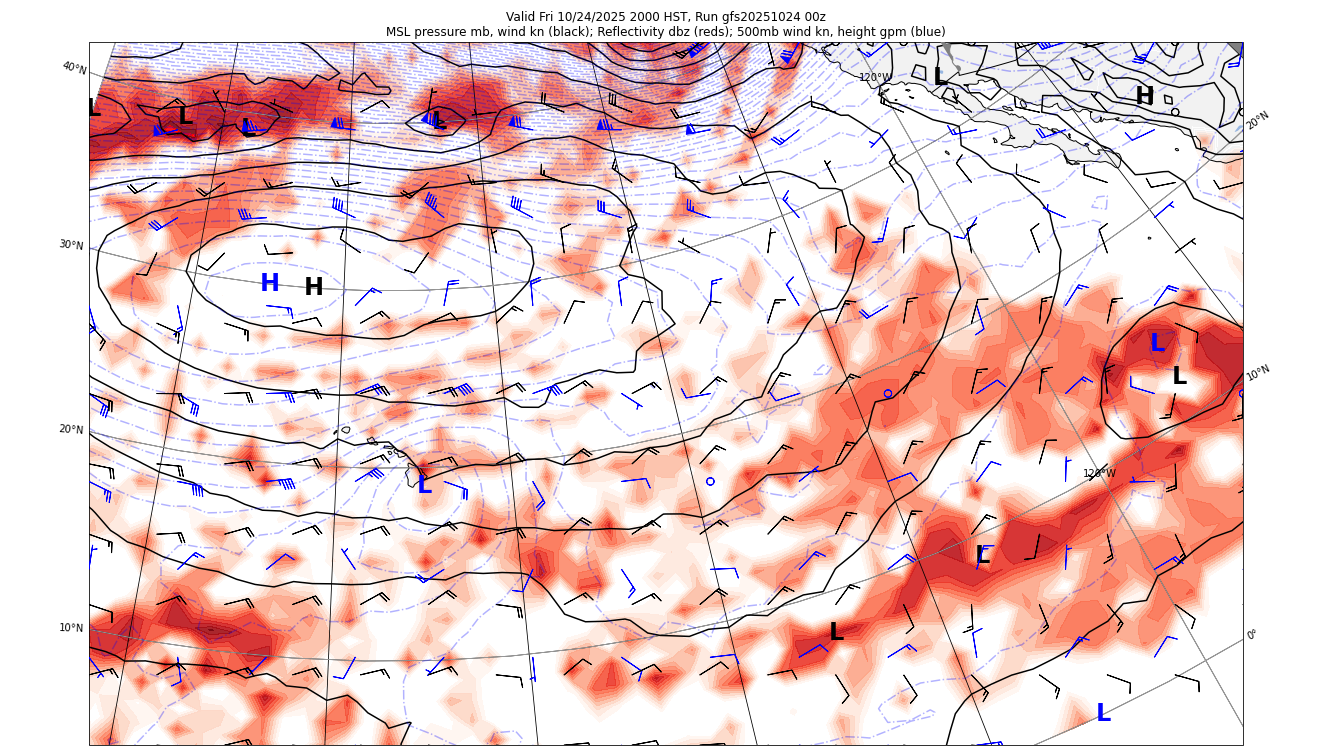 Valid Fri 10/24/2025 2000 HST, Run gfs20251024 00z
MSL pressure mb, wind kn (black); Reflectivity dbz (reds); 500mb wind kn, height gpm (blue)
40°N
120°W
L
H
L
L
L
L
20°N
30°N
H
H
L
L
10°N
20°N
120°W
L
L
10°N
L
0°
L